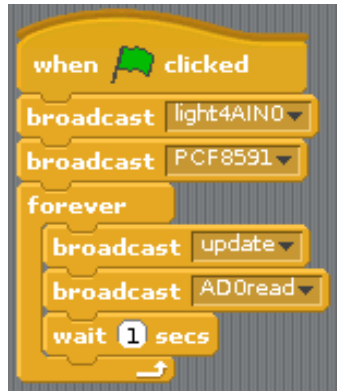 when clicked
broadcast light4AIN0
broadcast PCF8591
forever
broadcast update
broadcast AD0read
wait 1 secs